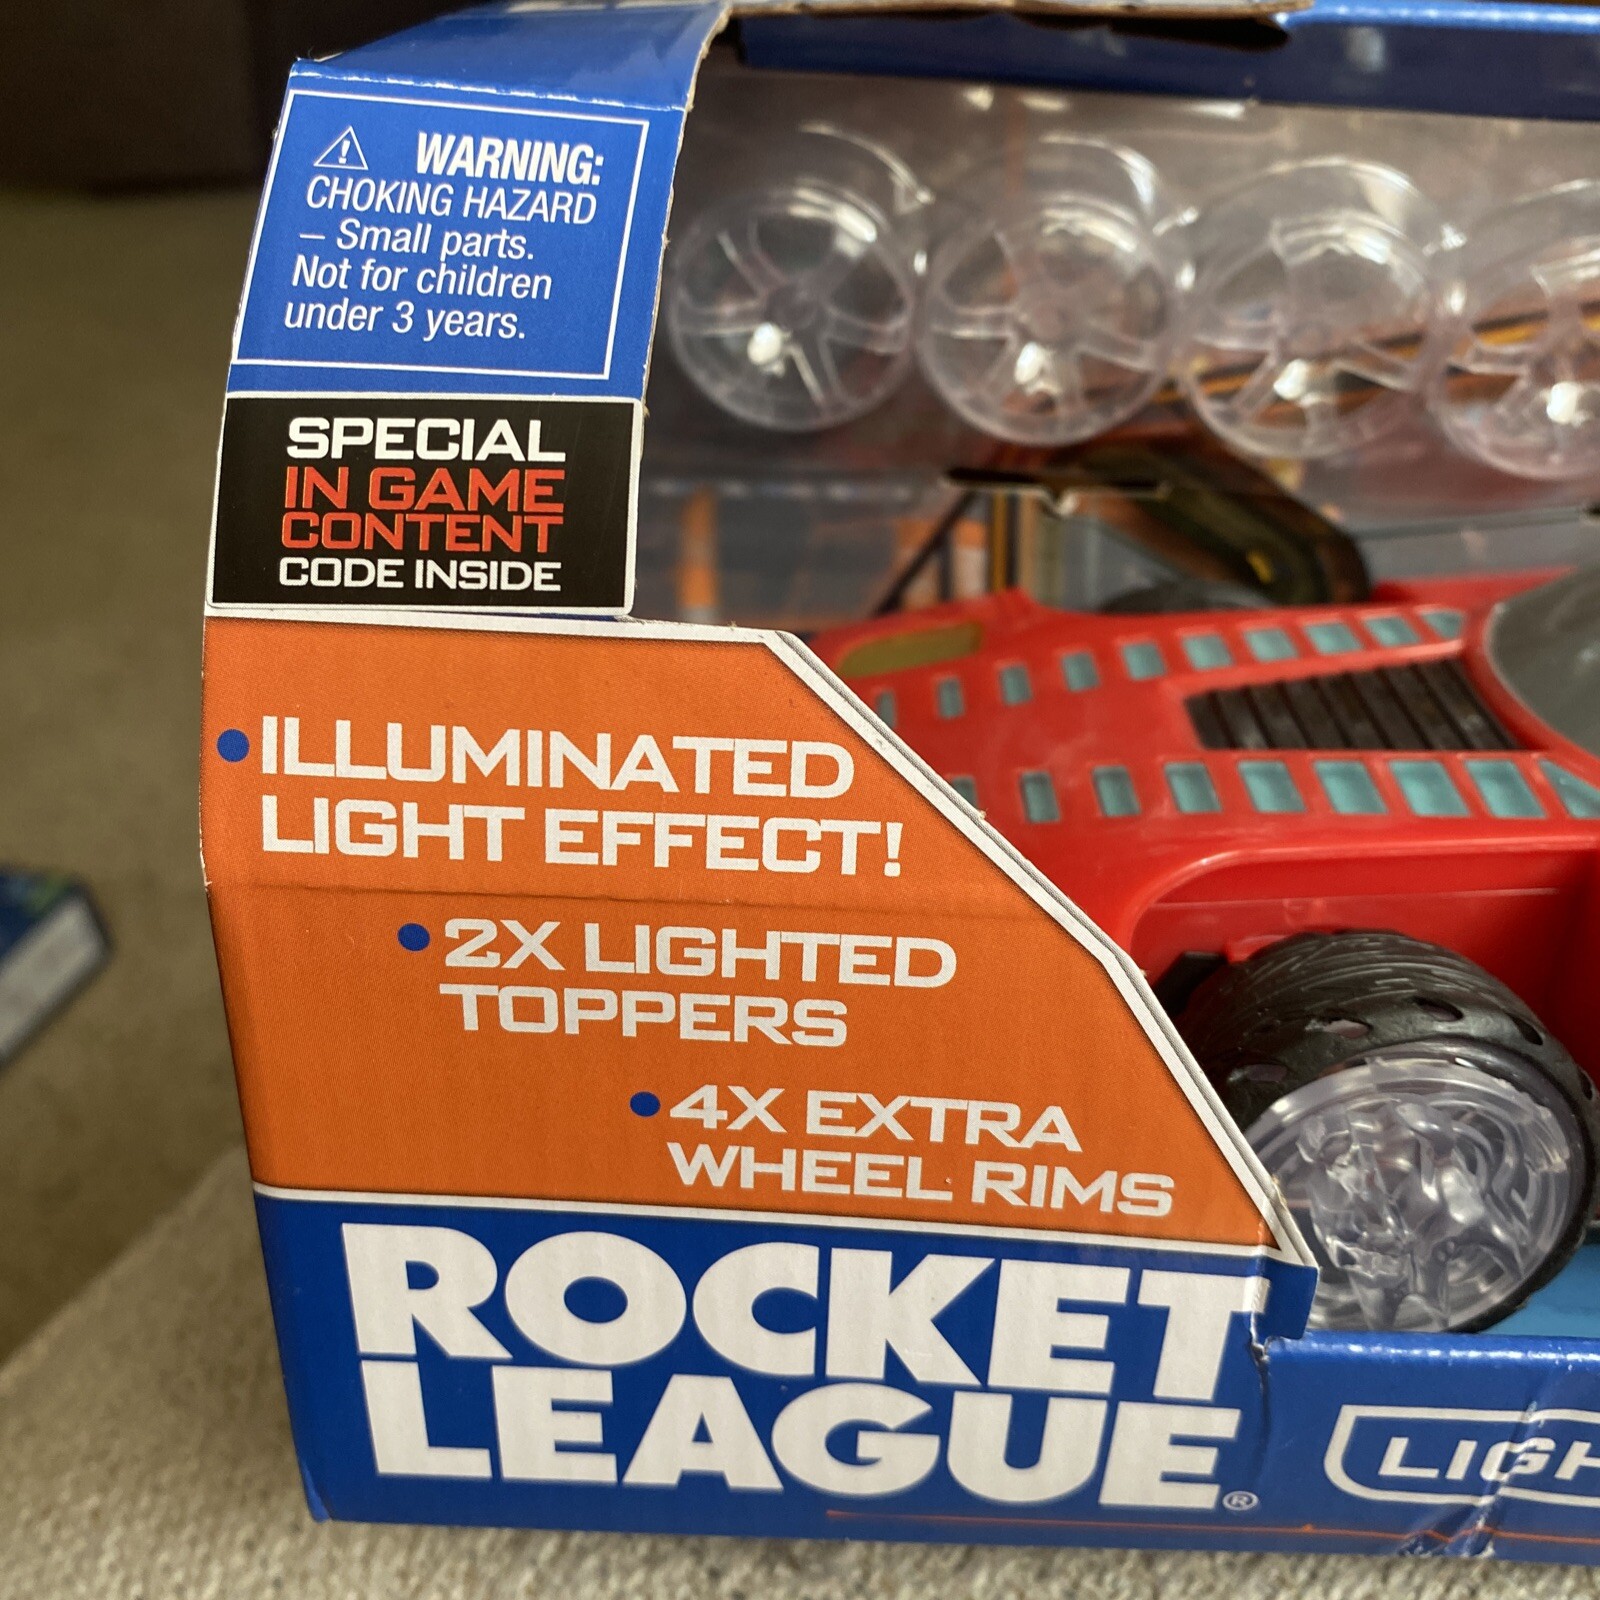 WARNING:
CHOKING HAZARD
– Small parts.
Not for children
under 3 years.
SPECIAL
IN GAME
CONTENT
CODE INSIDE
•ILLUMINATED
LIGHT EFFECT!
•2X LIGHTED
TOPPERS
•4X EXTRA
WHEEL RIMS
ROCKET
LEAGUE®